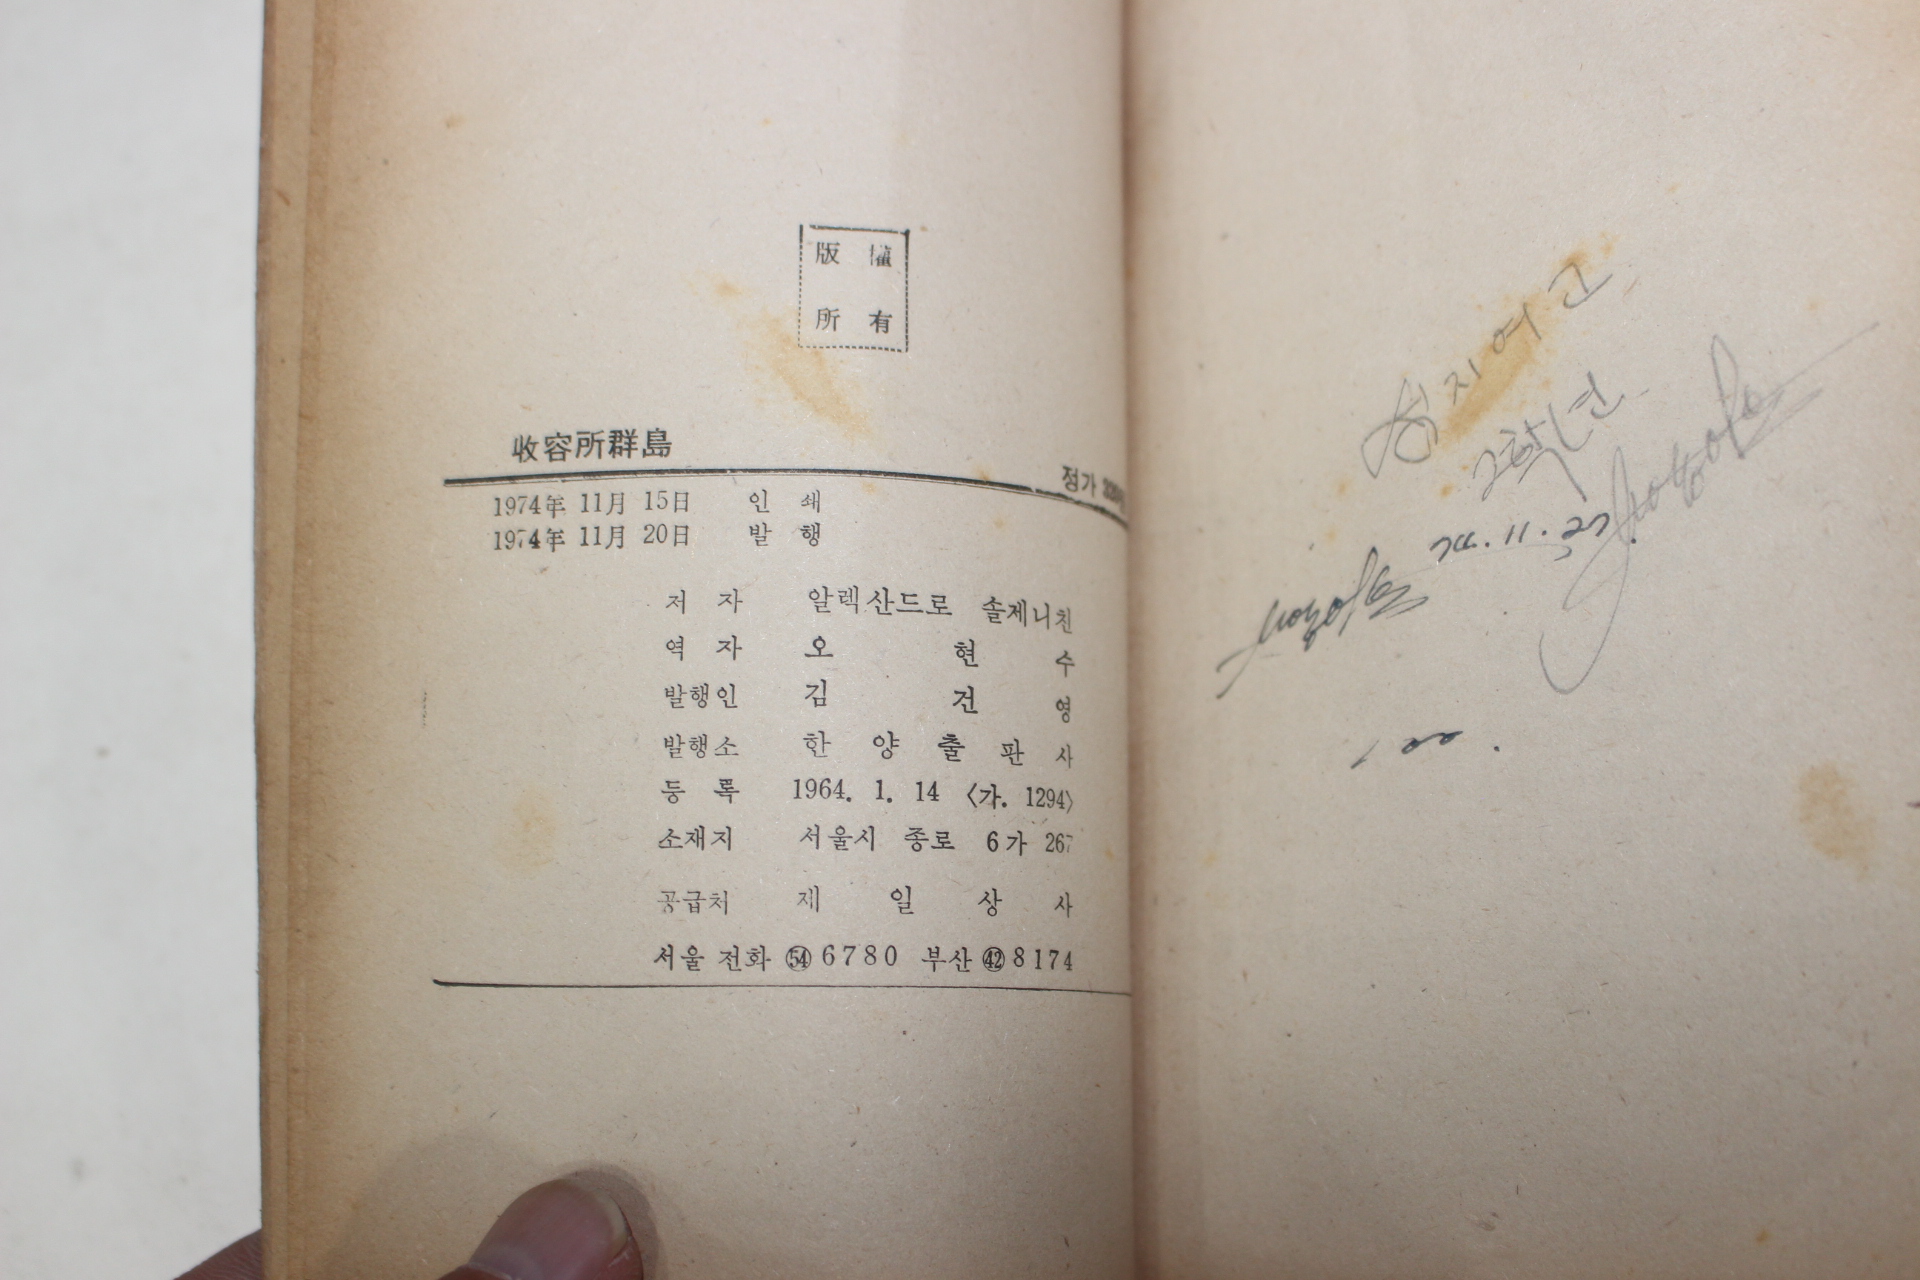 版 權
所 有
收容所群島
정가
1974年 11月 15日 인 쇄
1974年 11月 20日 발 행
저 자 알렉산드로 솔제니친
역 자 오 현 수
발행인 김 건 영
발행소 한 양 출 판 사
등 록 1964. 1. 14 〈가. 1294〉
소재지 서울시 종로 6가 267
공급처 제 일 상 사
서울 전화 ㊴6780 부산 ㊷8174
지여고
2학년
74. 11. 27.
100.